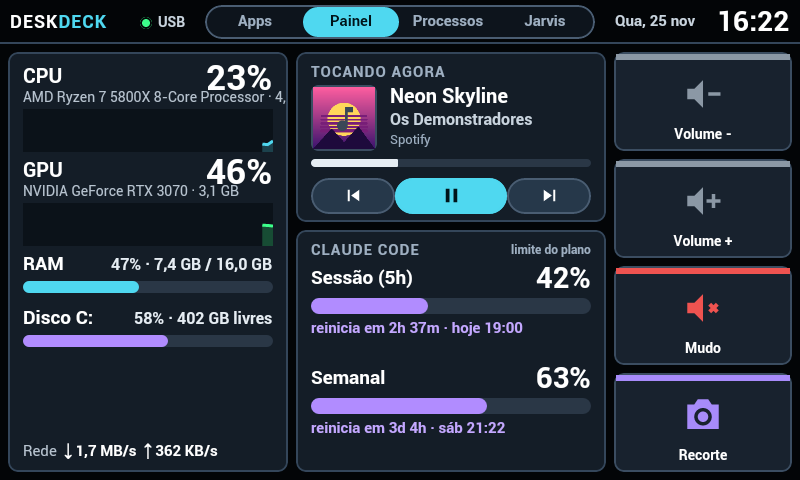 DESKDECK
USB
Apps
Painel
Processos
Jarvis
Qua, 25 nov
16:22
CPU
23%
AMD Ryzen 7 5800X 8-Core Processor · 4,
GPU
46%
NVIDIA GeForce RTX 3070 · 3,1 GB
RAM
47% · 7,4 GB / 16,0 GB
Disco C:
58% · 402 GB livres
Rede ↓1,7 MB/s ↑362 KB/s
TOCANDO AGORA
Neon Skyline
Os Demonstradores
Spotify
CLAUDE CODE
limite do plano
Sessão (5h)
42%
reinicia em 2h 37m · hoje 19:00
Semanal
63%
reinicia em 3d 4h · sáb 21:22
Volume -
Volume +
Mudo
Recorte